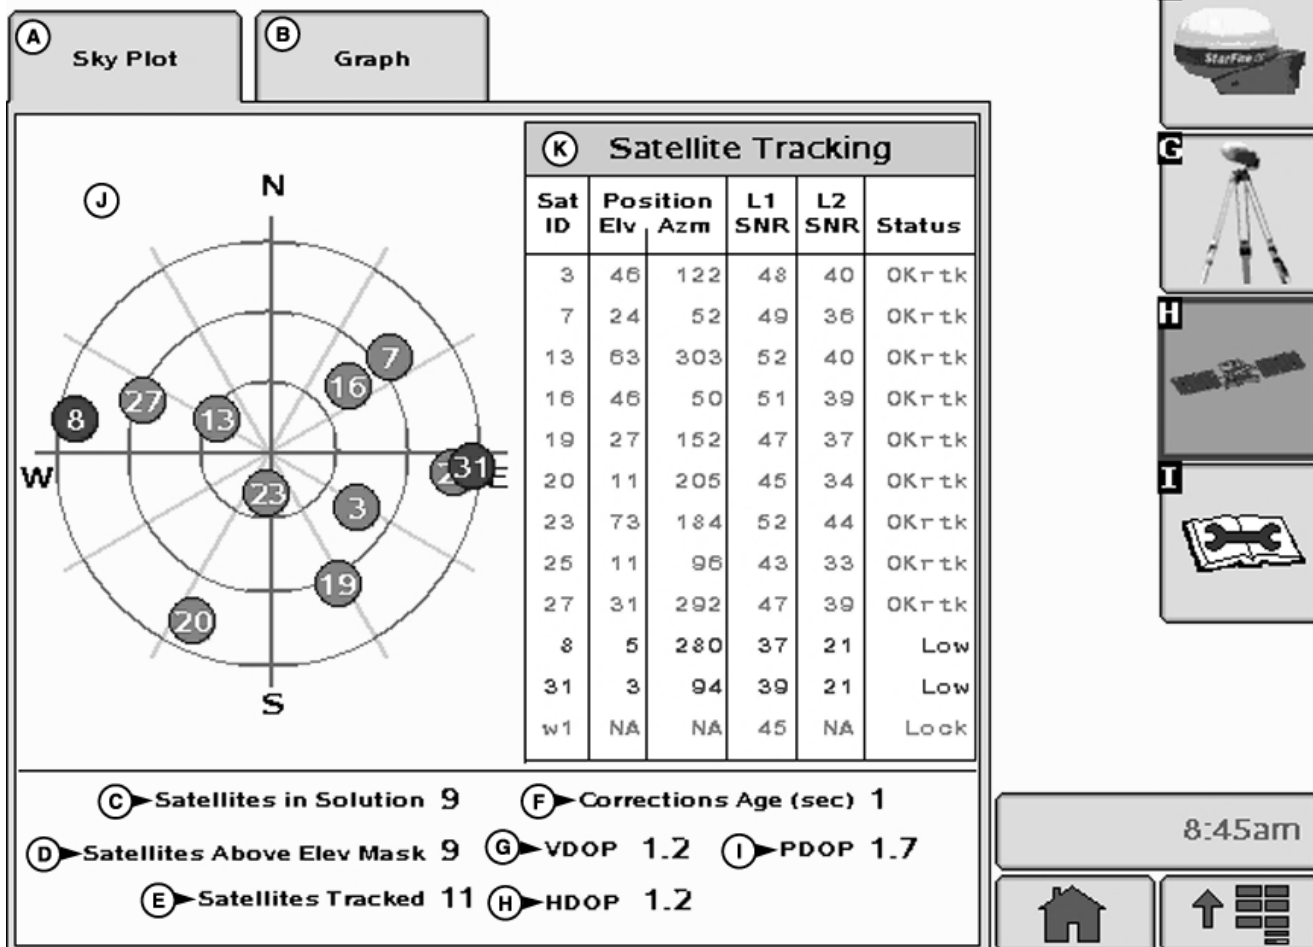 A Sky Plot
B Graph
StarFire
J
N
W
E
S
7
16
27
13
8
2
31
23
3
19
20
K Satellite Tracking
Sat ID Position Elv Azm L1 SNR L2 SNR Status
3 46 122 48 40 OKrtk
7 24 52 49 36 OKrtk
13 63 303 52 40 OKrtk
16 46 50 51 39 OKrtk
19 27 152 47 37 OKrtk
20 11 205 45 34 OKrtk
23 73 184 52 44 OKrtk
25 11 96 43 33 OKrtk
27 31 292 47 39 OKrtk
8 5 280 37 21 Low
31 3 94 39 21 Low
w1 NA NA 45 NA Lock
C Satellites in Solution 9
F Corrections Age (sec) 1
D Satellites Above Elev Mask 9
G VDOP 1.2
I PDOP 1.7
E Satellites Tracked 11
H HDOP 1.2
G
H
I
8:45am